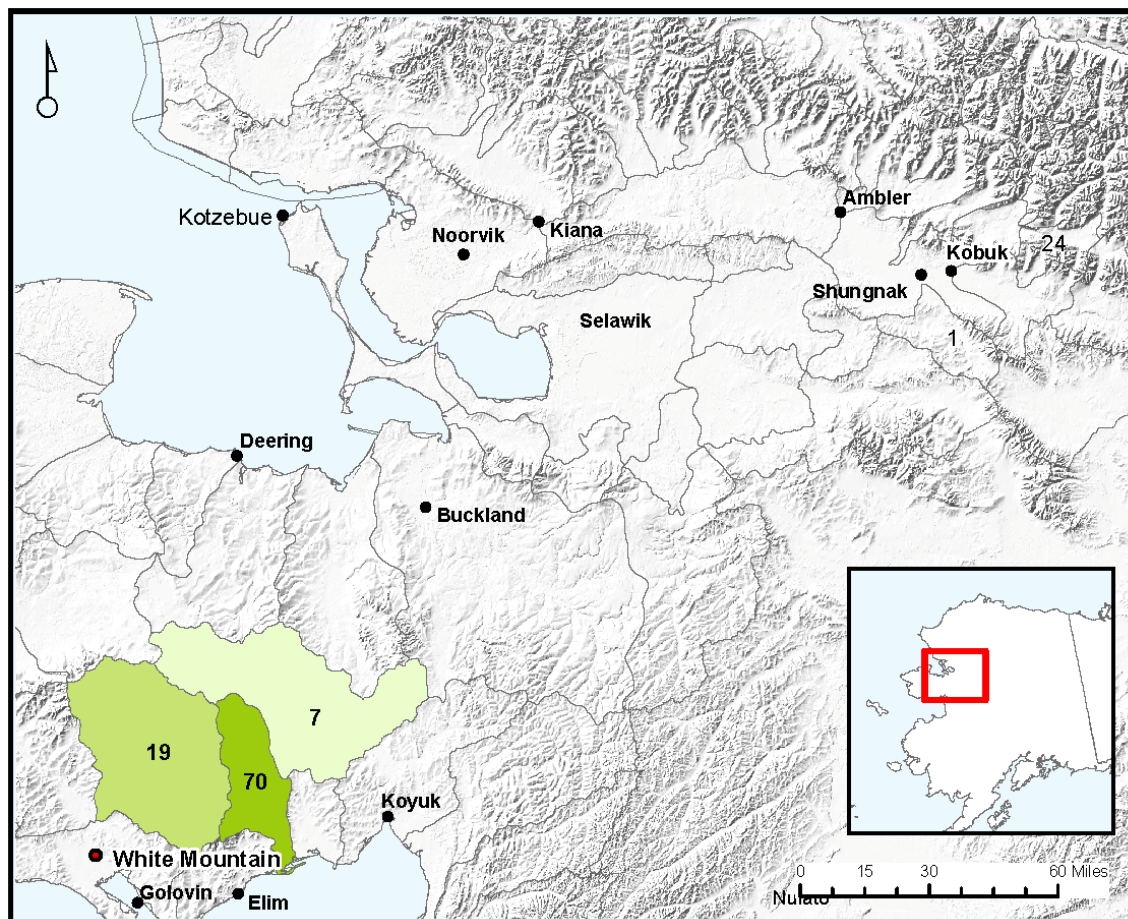 Ambler
Kotzebue
Kiana
Noorvik
24
Kobuk
Shungnak
Selawik
1
Deering
Buckland
7
19
70
Koyuk
White Mountain
0 15 30 60 Miles
Golovin
Elim
Nulato